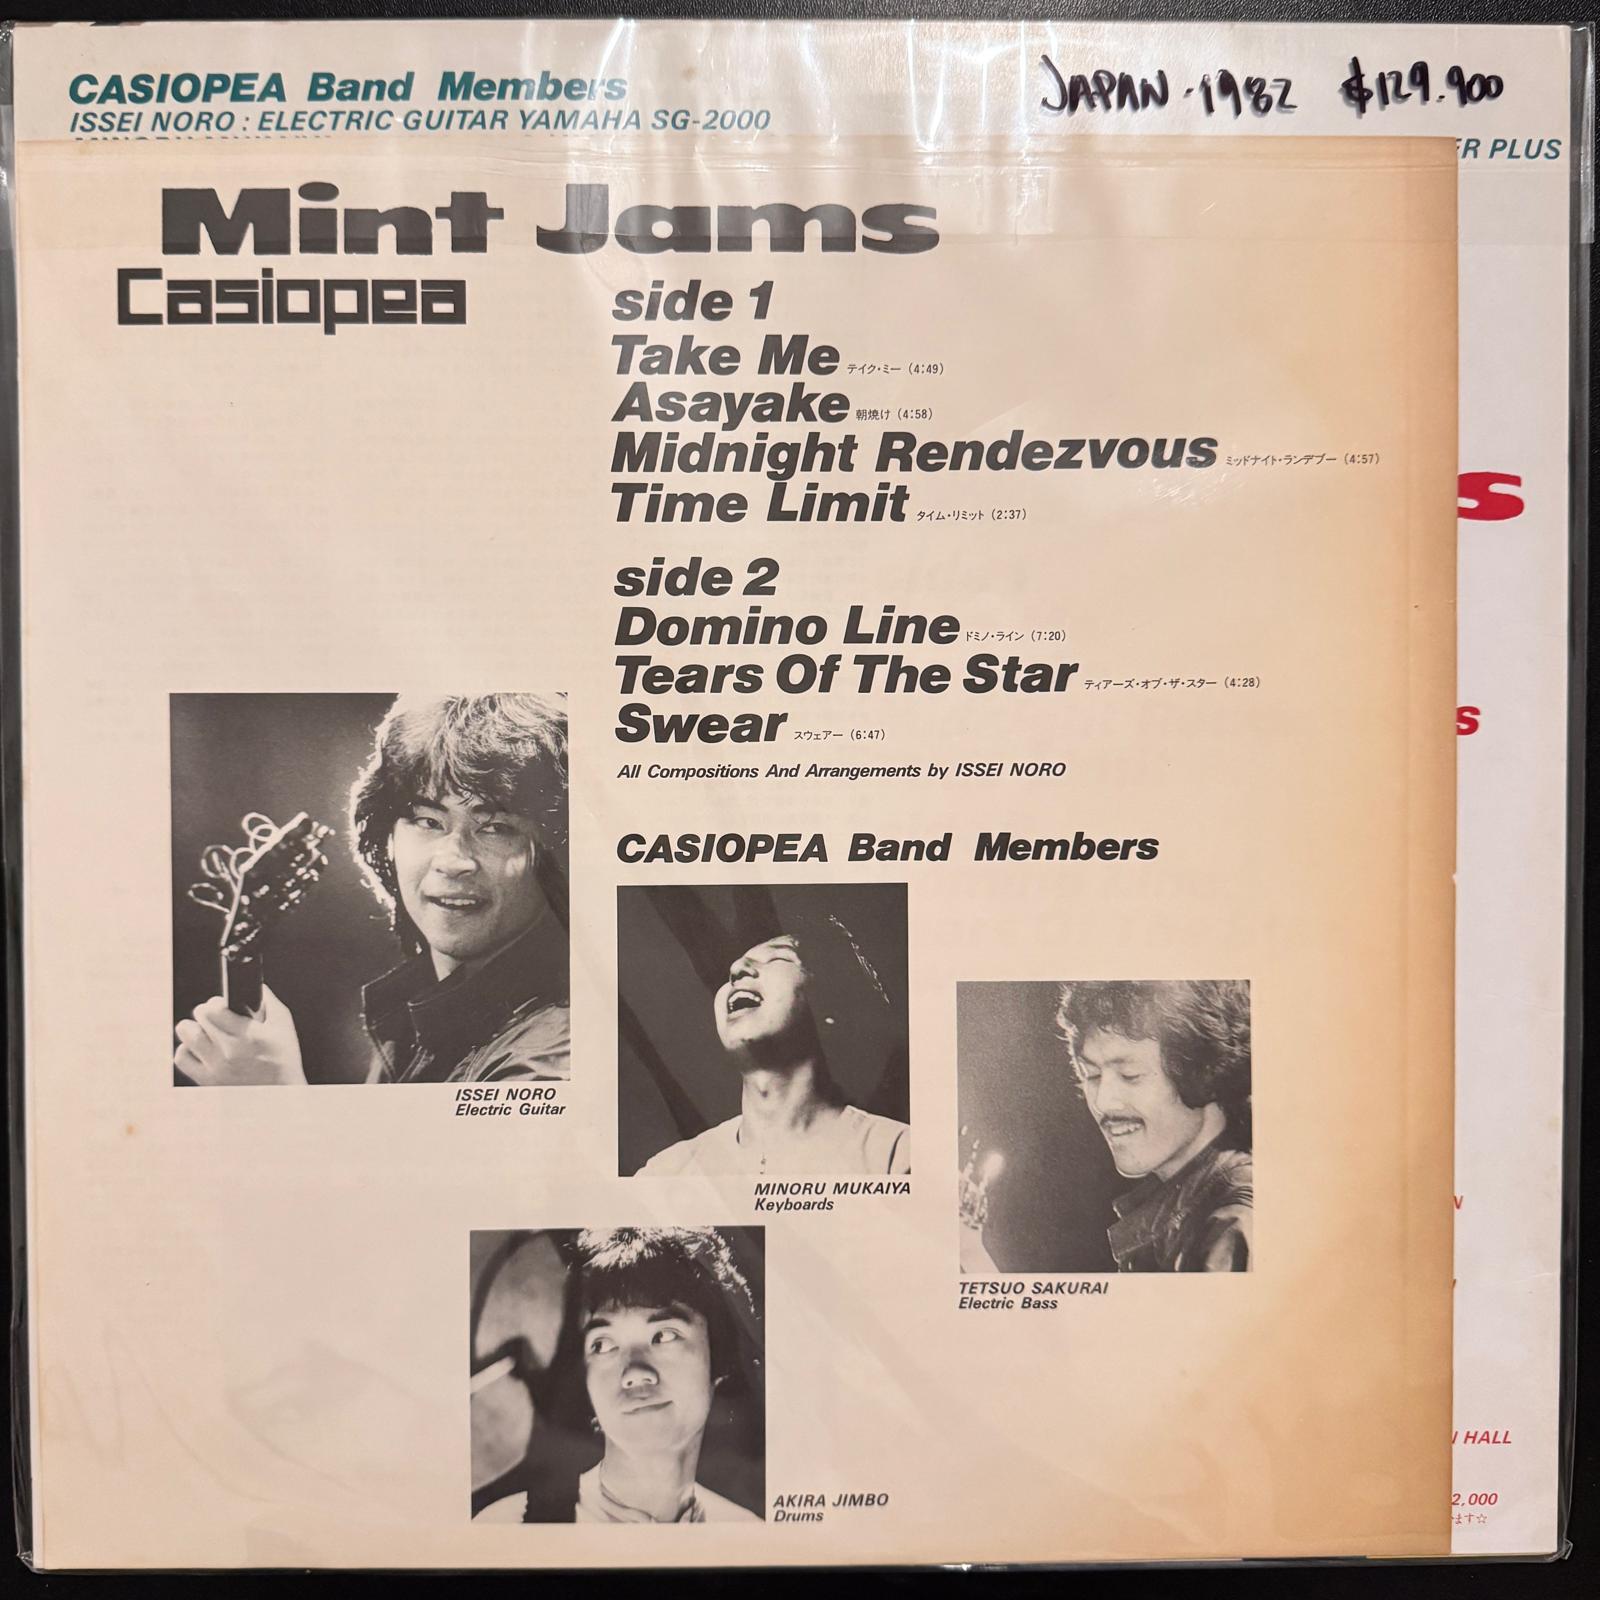 CASIOPEA Band Members
JAPAN - 1982 $129.900
ISSEI NORO : ELECTRIC GUITAR YAMAHA SG-2000
ER PLUS
Mint Jams
Casiopea
side 1
Take Me テイク・ミー (4:49)
Asayake 朝焼け (4:58)
Midnight Rendezvous ミッドナイト・ランデブー (4:57)
Time Limit タイム・リミット (2:37)
s
side 2
Domino Line ドミノ・ライン (7:20)
Tears Of The Star ティアーズ・オブ・ザ・スター (4:28)
Swear スウェアー (6:47)
s
All Compositions And Arrangements by ISSEI NORO
CASIOPEA Band Members
ISSEI NORO
Electric Guitar
MINORU MUKAIYA
Keyboards
TETSUO SAKURAI
Electric Bass
AKIRA JIMBO
Drums
N HALL
2,000
ます☆